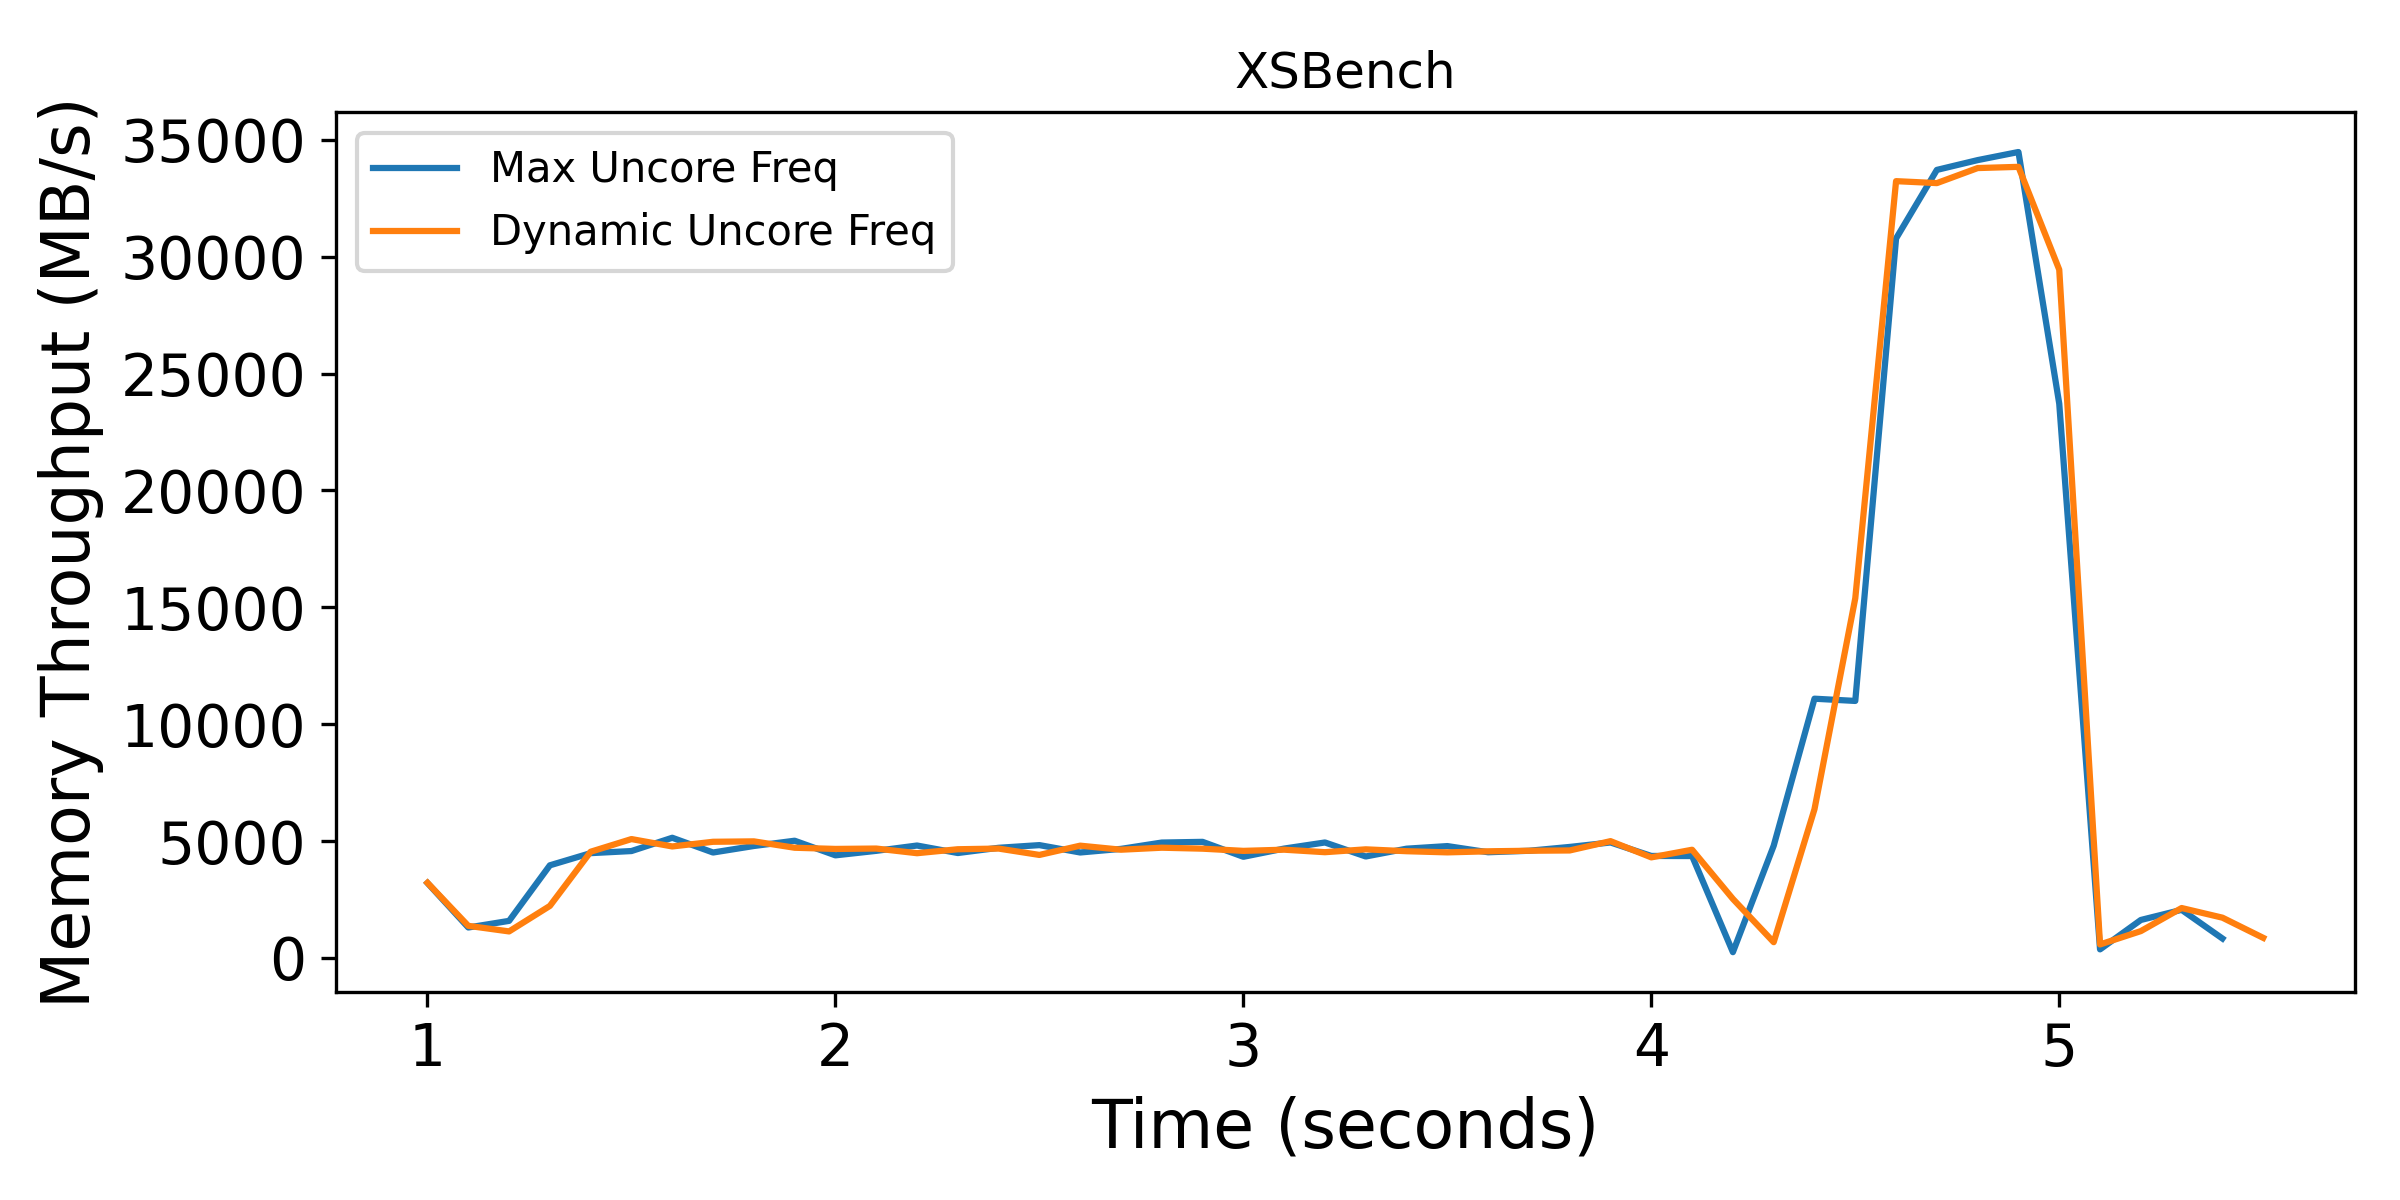 XSBench
Memory Throughput (MB/s)
35000
30000
25000
20000
15000
10000
5000
0
Max Uncore Freq
Dynamic Uncore Freq
1 2 3 4 5
Time (seconds)